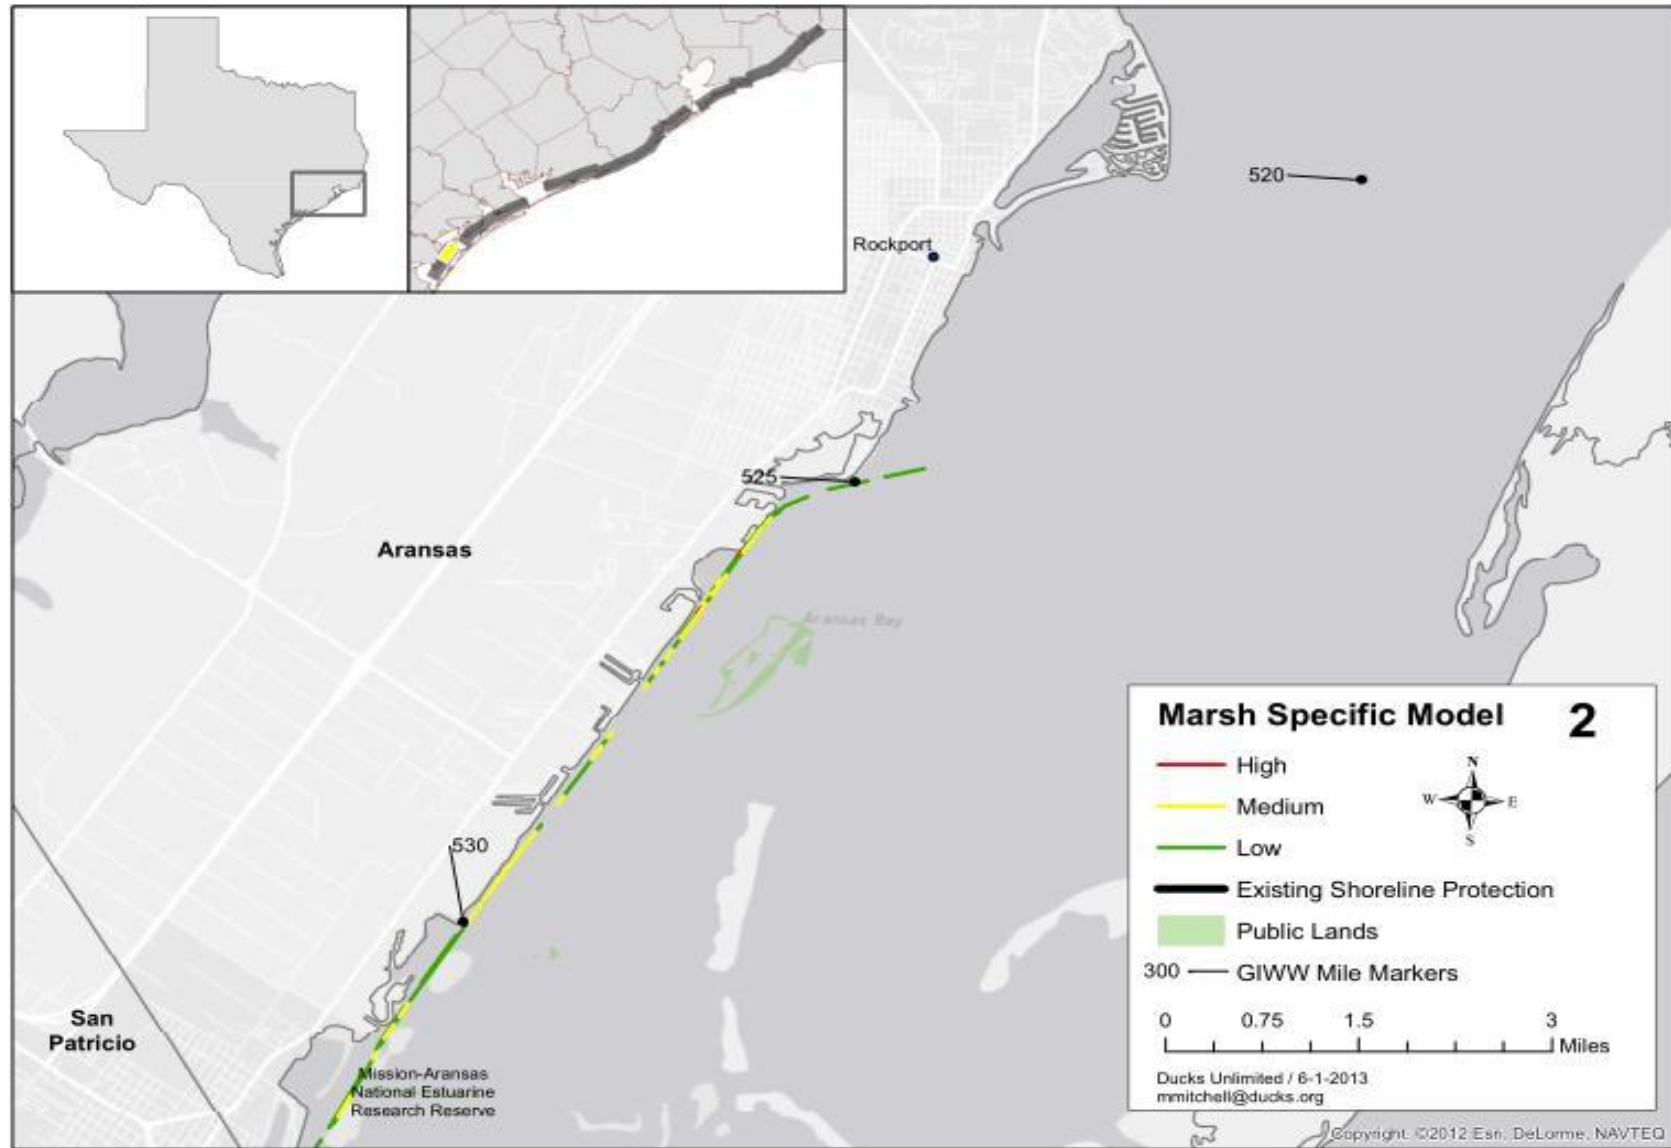 520
Rockport
525
Aransas
Aransas Bay
530
San
Patricio
Mission-Aransas
National Estuarine
Research Reserve
Marsh Specific Model 2
High
Medium
Low
Existing Shoreline Protection
Public Lands
300 GIWW Mile Markers
N
W E
S
0 0.75 1.5 3
Miles
Ducks Unlimited / 6-1-2013
mmitchell@ducks.org
Copyright: ©2012 Esri, DeLorme, NAVTEQ